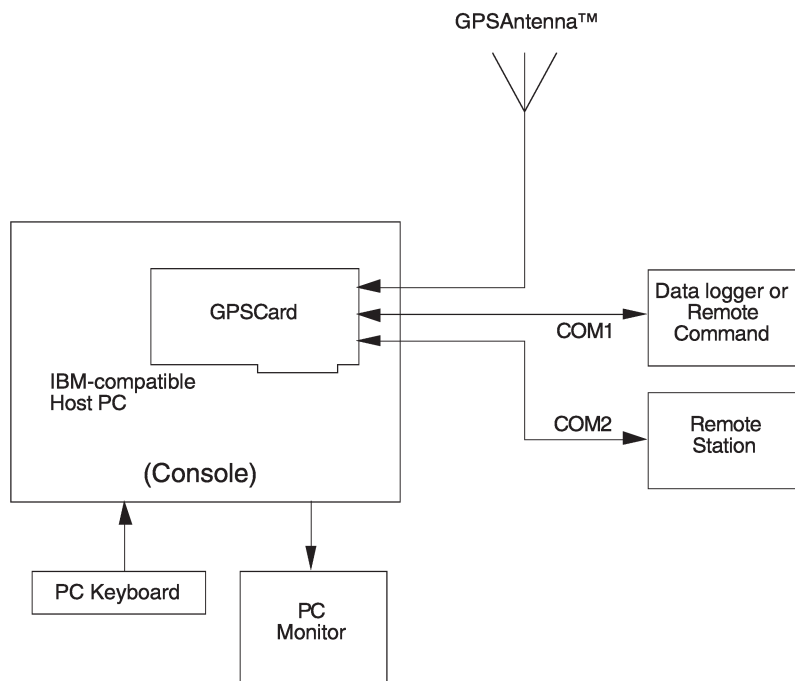 GPSAntenna™
GPSCard
Data logger or
Remote
Command
COM1
IBM-compatible
Host PC
COM2
Remote
Station
(Console)
PC Keyboard
PC
Monitor